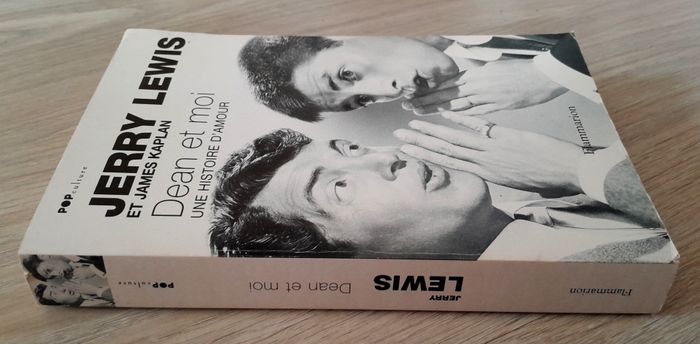 JERRY LEWIS
ET JAMES KAPLAN
Dean et moi
UNE HISTOIRE D'AMOUR
POPculture
Flammarion
POPculture
Dean et moi
JERRY
LEWIS
Flammarion